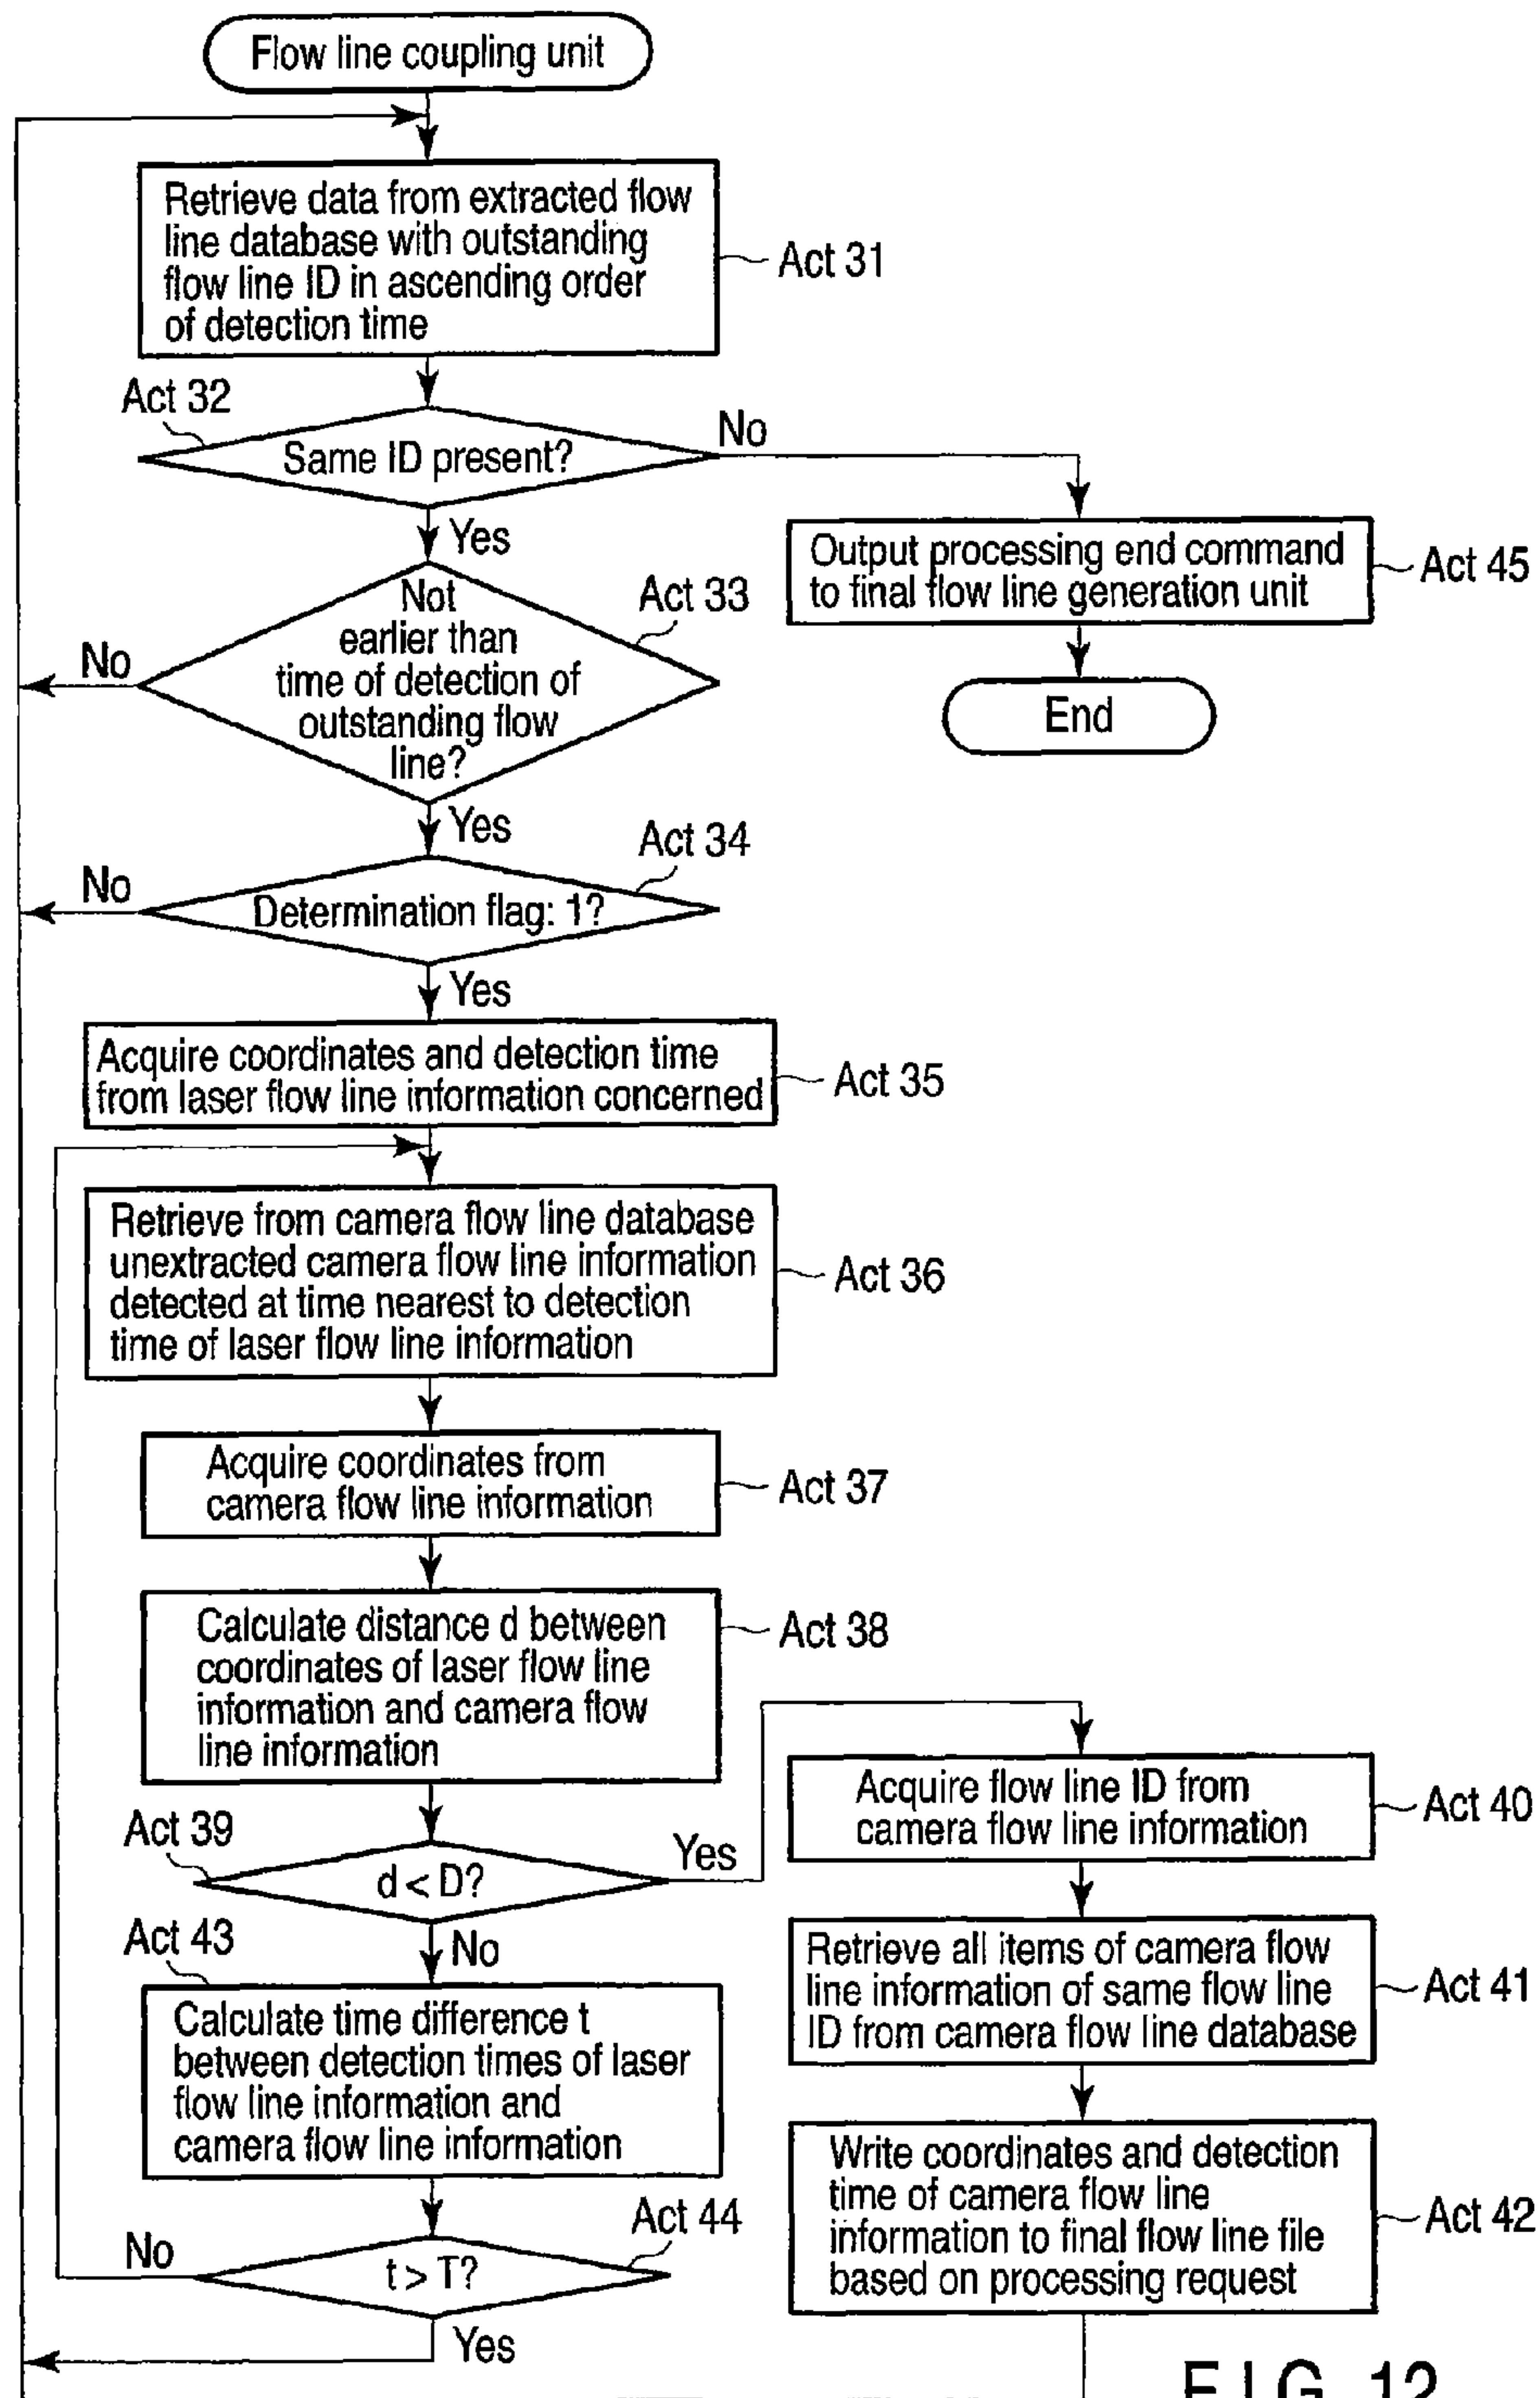 Flow line coupling unit
Retrieve data from extracted flow
line database with outstanding
flow line ID in ascending order
of detection time
Act 31
Act 32
Same ID present?
No
Yes
Output processing end command
to final flow line generation unit
Act 45
End
Not
earlier than
time of detection of
outstanding flow
line?
Act 33
No
Yes
Act 34
Determination flag: 1?
No
Yes
Acquire coordinates and detection time
from laser flow line information concerned
Act 35
Retrieve from camera flow line database
unextracted camera flow line information
detected at time nearest to detection
time of laser flow line information
Act 36
Acquire coordinates from
camera flow line information
Act 37
Calculate distance d between
coordinates of laser flow line
information and camera flow
line information
Act 38
Act 39
d < D?
Yes
No
Acquire flow line ID from
camera flow line information
Act 40
Retrieve all items of camera flow
line information of same flow line
ID from camera flow line database
Act 41
Write coordinates and detection
time of camera flow line
information to final flow line file
based on processing request
Act 42
Act 43
Calculate time difference t
between detection times of laser
flow line information and
camera flow line information
Act 44
t > T?
No
Yes
FIG. 12